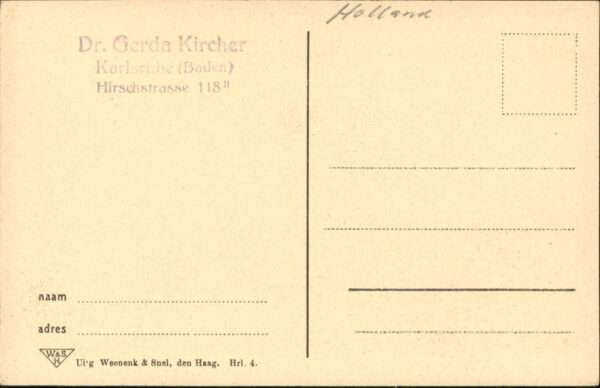 Holland
Dr. Gerda Kircher
Karlsruhe (Baden)
Hirschstrasse 118 II
naam
adres
W&S
H
Uitg Weenenk & Snel, den Haag. Hrl. 4.